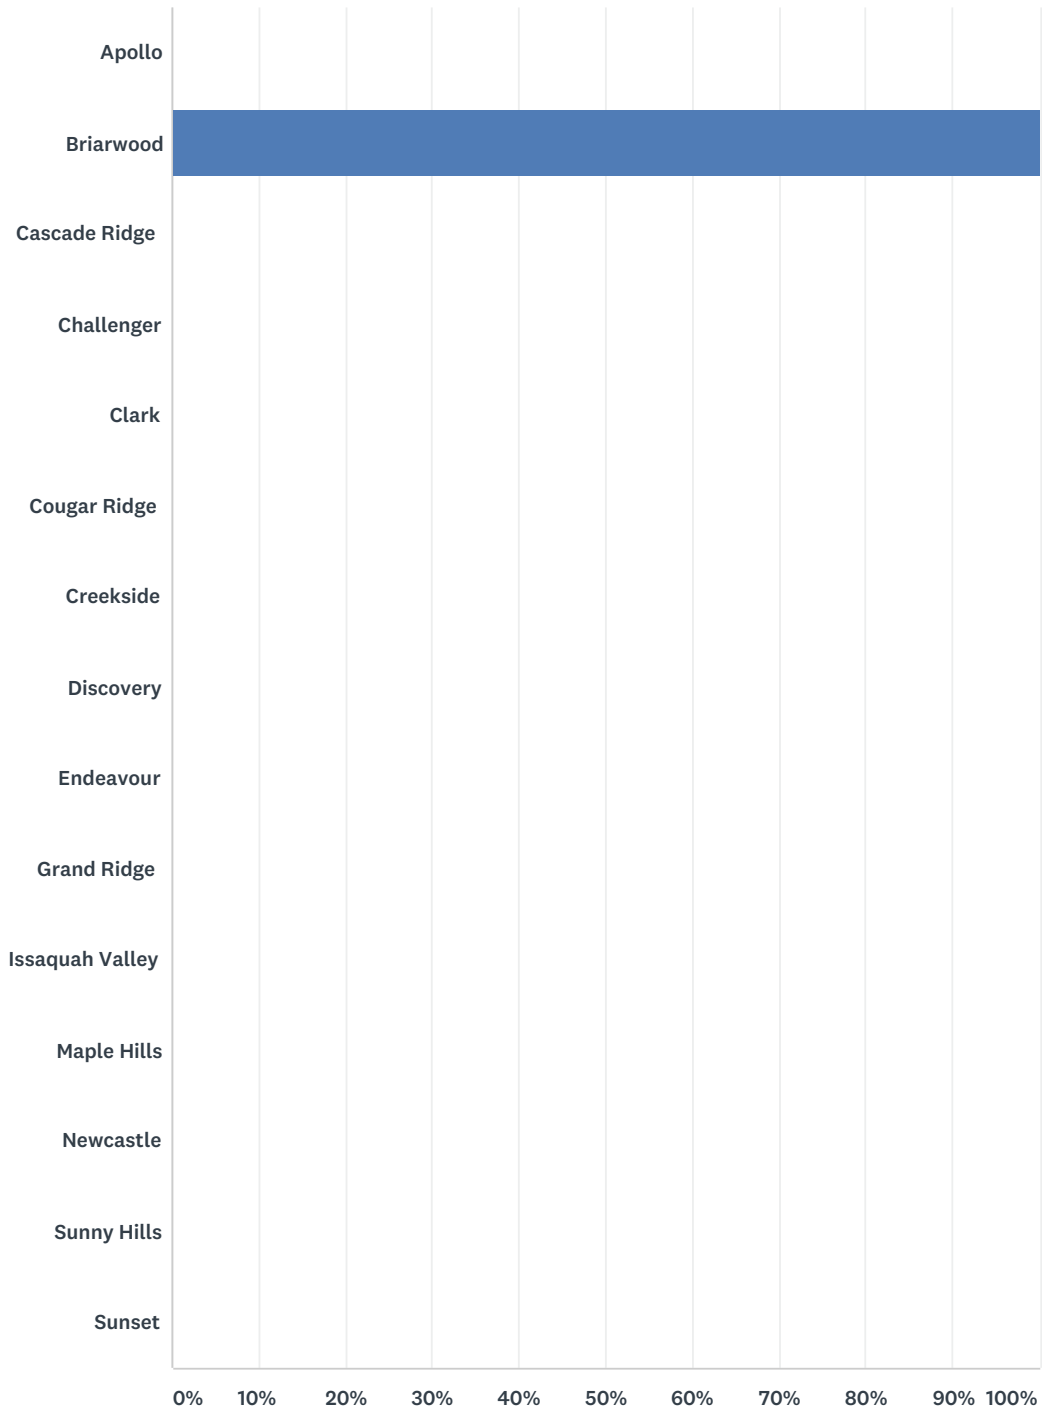 Apollo
Briarwood
Cascade Ridge
Challenger
Clark
Cougar Ridge
Creekside
Discovery
Endeavour
Grand Ridge
Issaquah Valley
Maple Hills
Newcastle
Sunny Hills
Sunset
0% 10% 20% 30% 40% 50% 60% 70% 80% 90% 100%